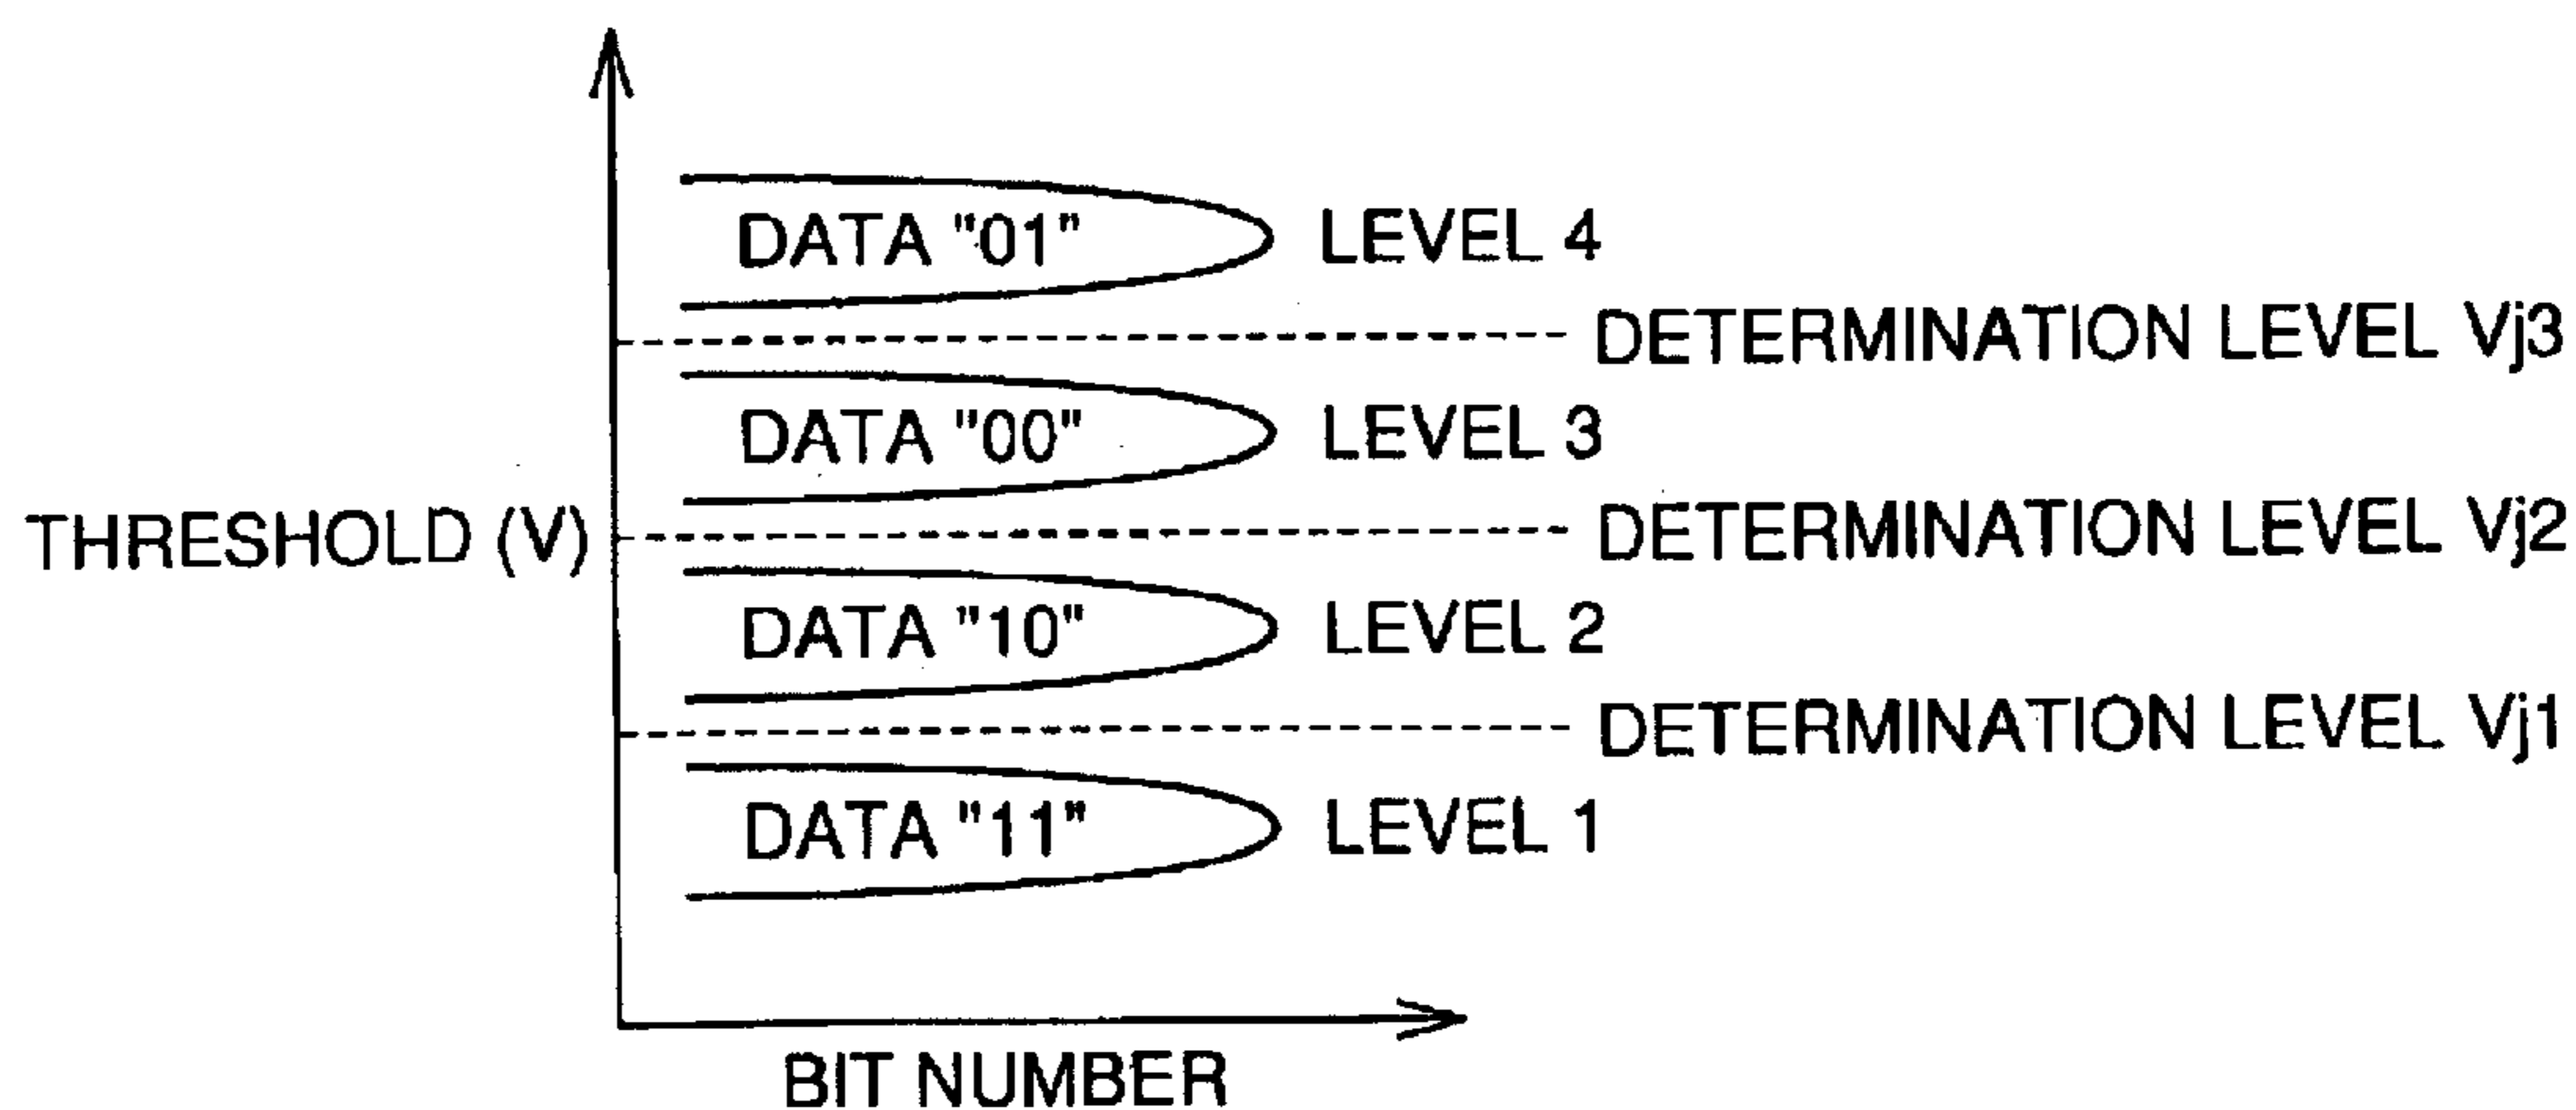 DATA "01" LEVEL 4
DETERMINATION LEVEL Vj3
DATA "00" LEVEL 3
THRESHOLD (V) DETERMINATION LEVEL Vj2
DATA "10" LEVEL 2
DETERMINATION LEVEL Vj1
DATA "11" LEVEL 1
BIT NUMBER